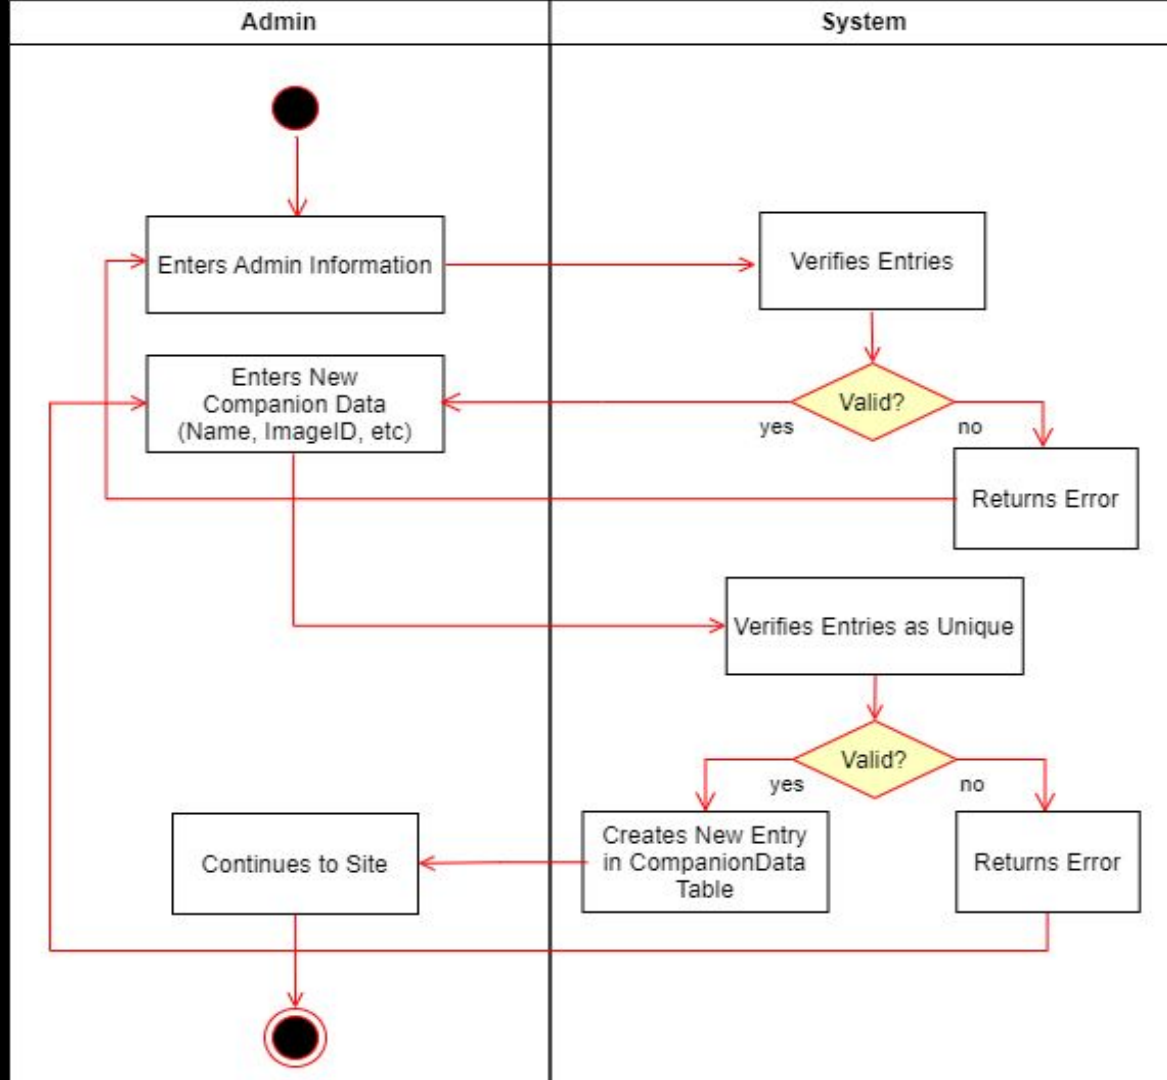 Admin
System
Enters Admin Information
Verifies Entries
Enters New
Companion Data
(Name, ImageID, etc)
Valid?
yes
no
Returns Error
Verifies Entries as Unique
Valid?
yes
no
Continues to Site
Creates New Entry
in CompanionData
Table
Returns Error